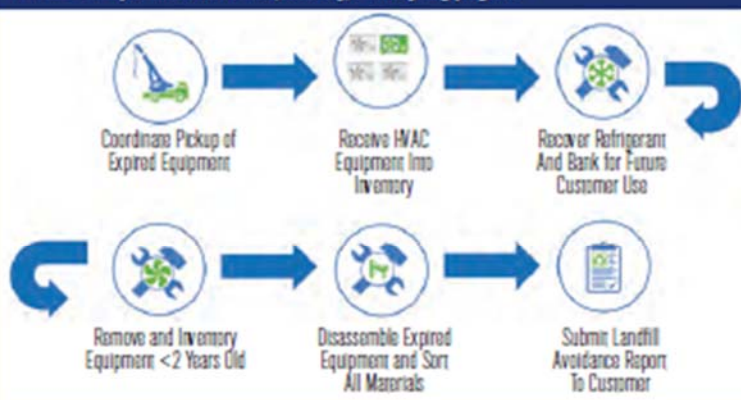 Coordinate Pickup of
Expired Equipment
Receive HVAC
Equipment Into
Inventory
Recover Refrigerant
And Bank for Future
Customer Use
Remove and Inventory
Equipment <2 Years Old
Disassemble Expired
Equipment and Sort
All Materials
Submit Landfill
Avoidance Report
To Customer